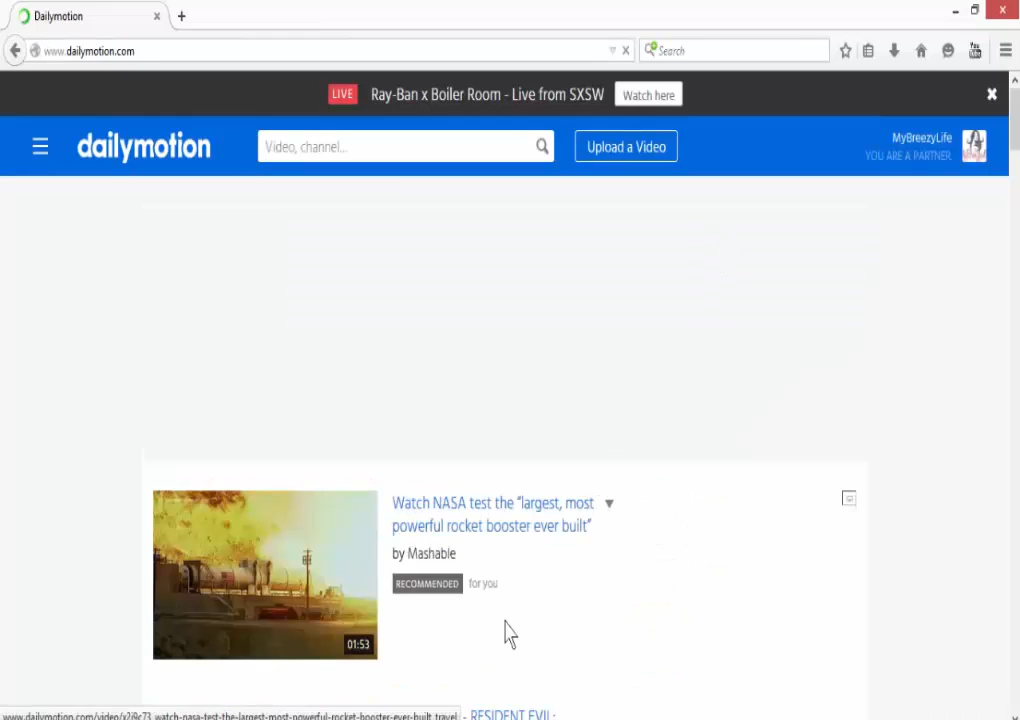 Dailymotion
www.dailymotion.com
Search
You
LIVE Ray-Ban x Boiler Room - Live from SXSW Watch here
dailymotion Video, channel... Upload a Video
MyBreezyLife
YOU ARE A PARTNER
Watch NASA test the “largest, most
powerful rocket booster ever built”
by Mashable
RECOMMENDED for you
01:53
www.dailymotion.com/video/x2j9c73_watch-nasa-test-the-largest-most-powerful-rocket-booster-ever-built_travel - RESIDENT EVIL: